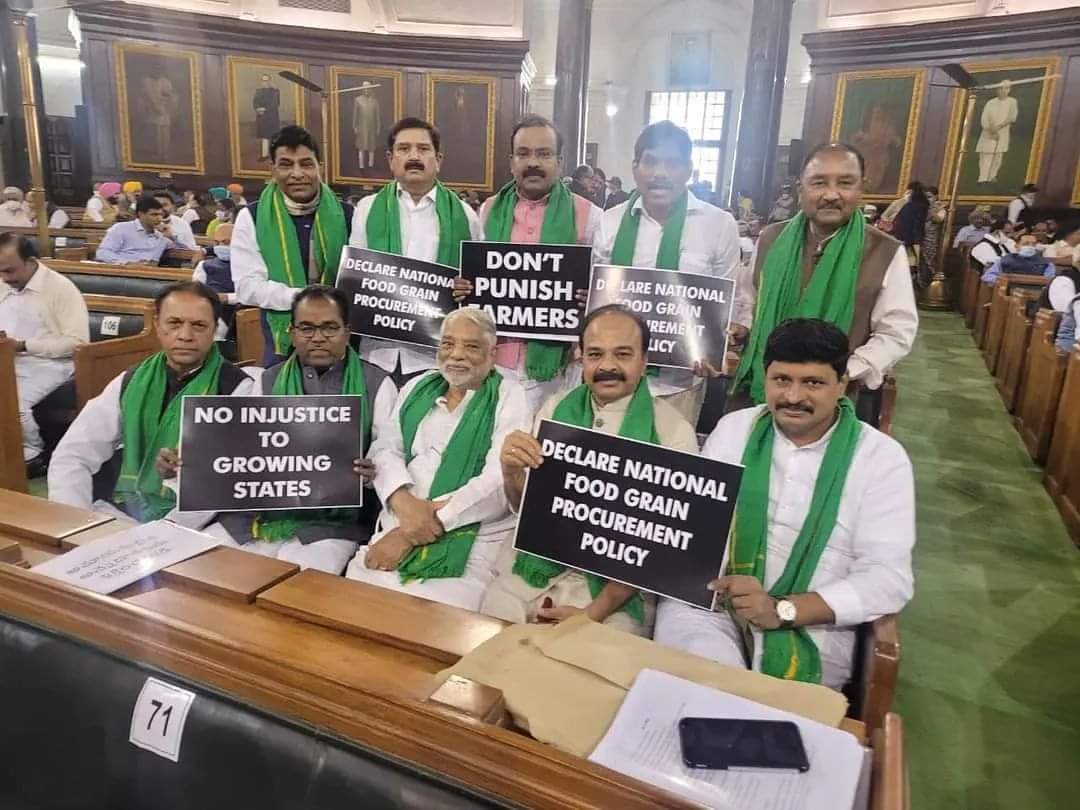 DECLARE NATIONAL
FOOD GRAIN
PROCUREMENT
POLICY
DON'T
PUNISH
FARMERS
DECLARE NATIONAL
FOOD GRAIN
PROCUREMENT
POLICY
106
NO INJUSTICE
TO
GROWING
STATES
DECLARE NATIONAL
FOOD GRAIN
PROCUREMENT
POLICY
71